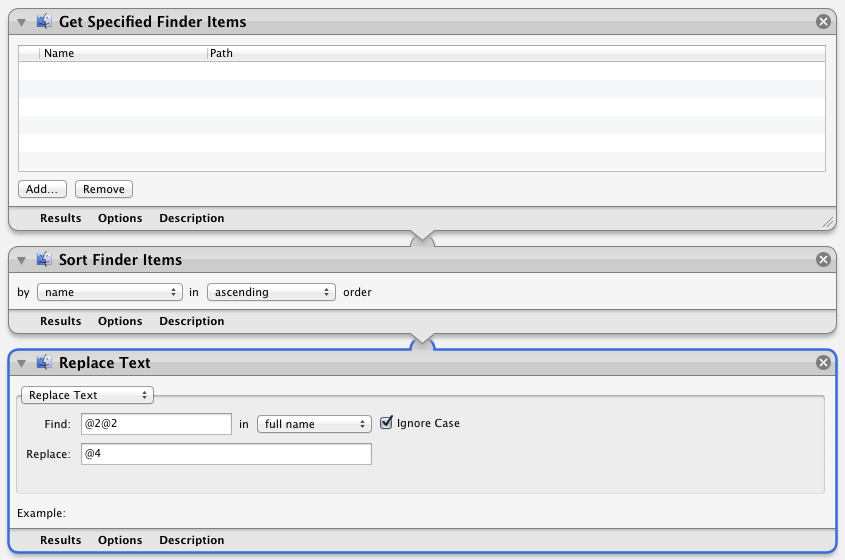 Get Specified Finder Items
Name Path
Add... Remove
Results Options Description
Sort Finder Items
by name in ascending order
Results Options Description
Replace Text
Replace Text
Find: @2@2 in full name Ignore Case
Replace: @4
Example:
Results Options Description